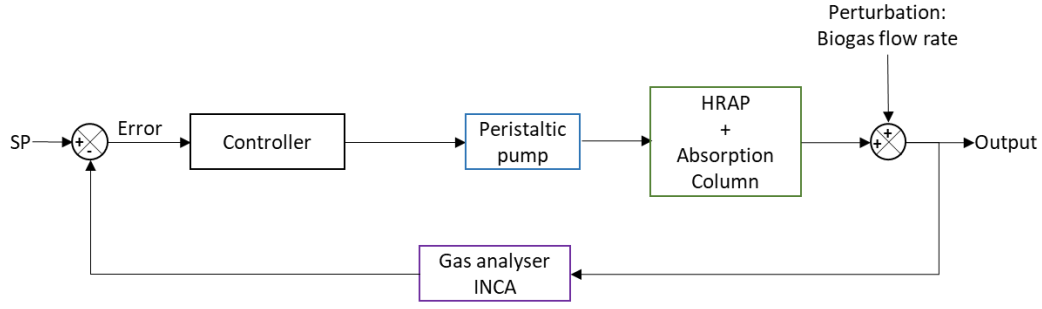 Perturbation:
Biogas flow rate
SP
+
-
Error
Controller
Peristaltic
pump
HRAP
+
Absorption
Column
+
+
Output
Gas analyser
INCA